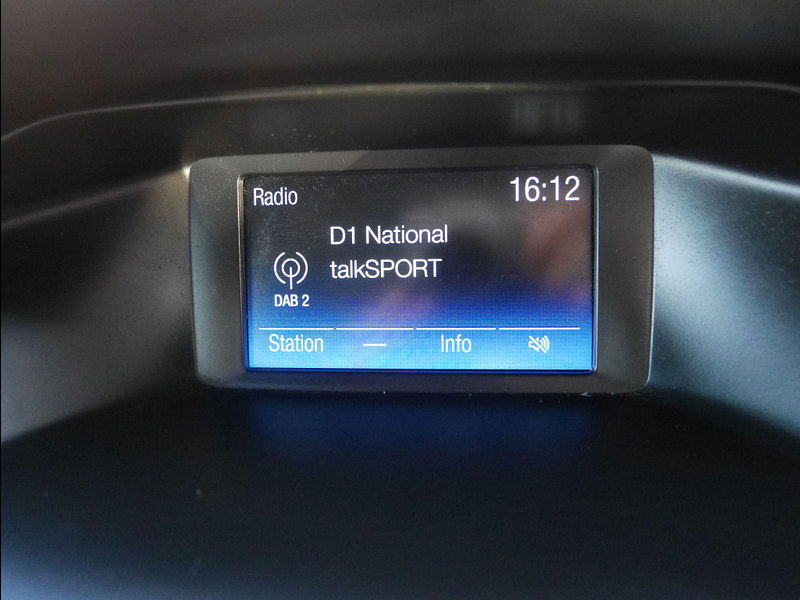 Radio 16:12
D1 National
talkSPORT
DAB 2
Station — Info